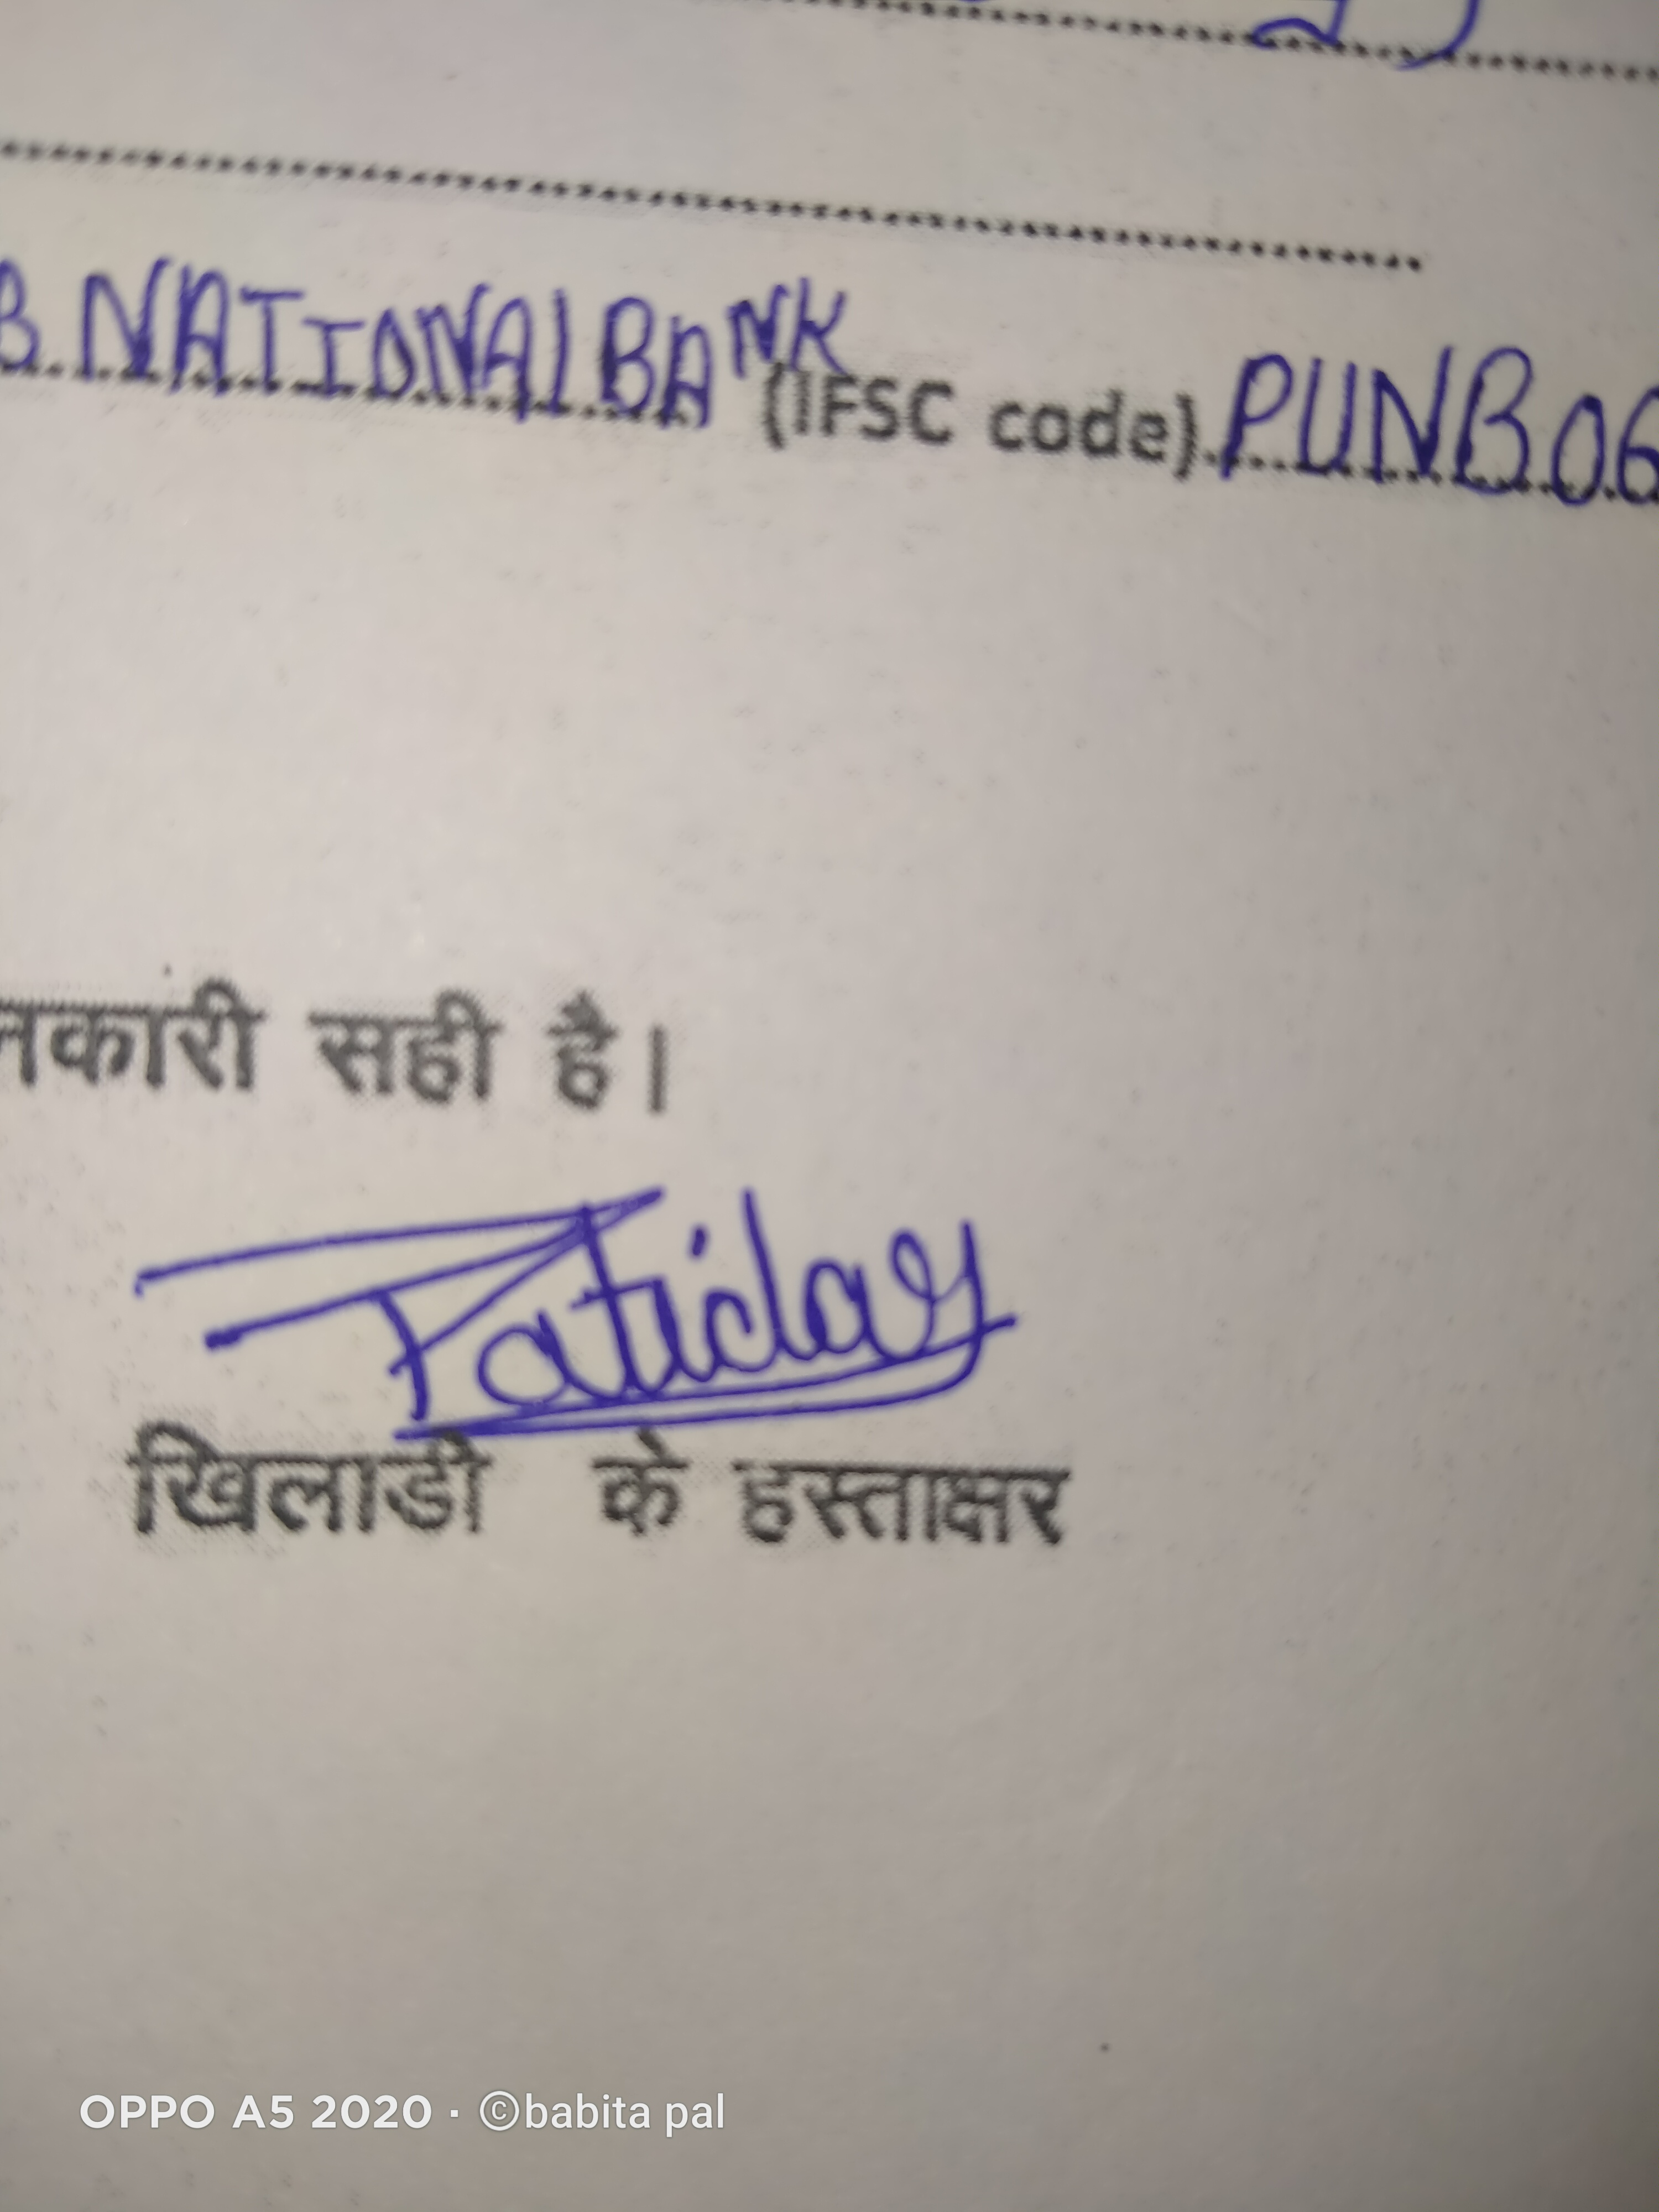 B. NATIONAL BANK (IFSC code). PUNB06
नकारी सही है।
Patidar
खिलाडी के हस्ताक्षर
OPPO A5 2020 · ©babita pal